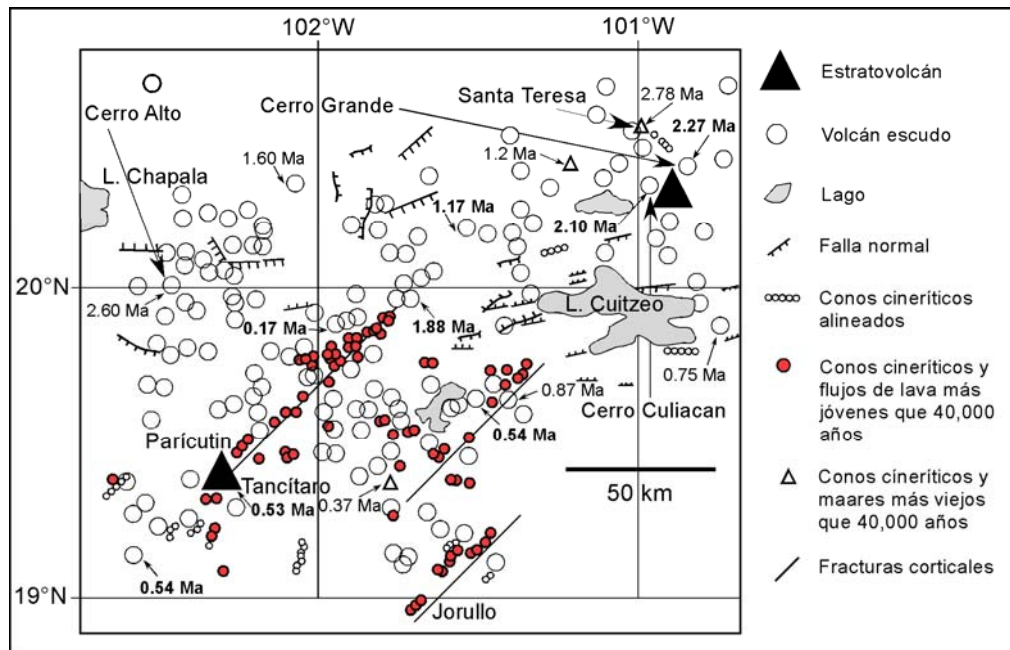 102°W
101°W
Cerro Grande
Santa Teresa
2.78 Ma
Cerro Alto
2.27 Ma
1.2 Ma
L. Chapala
1.60 Ma
1.17 Ma
2.10 Ma
20°N
2.60 Ma
L. Cuitzeo
0.17 Ma
1.88 Ma
0.75 Ma
0.87 Ma
Cerro Culiacan
0.54 Ma
Parícutin
50 km
Tancítaro
0.53 Ma
0.37 Ma
0.54 Ma
19°N
Jorullo
Estratovolcán
Volcán escudo
Lago
Falla normal
Conos cineríticos
alineados
Conos cineríticos y
flujos de lava más
jóvenes que 40,000
años
Conos cineríticos y
maares más viejos
que 40,000 años
Fracturas corticales